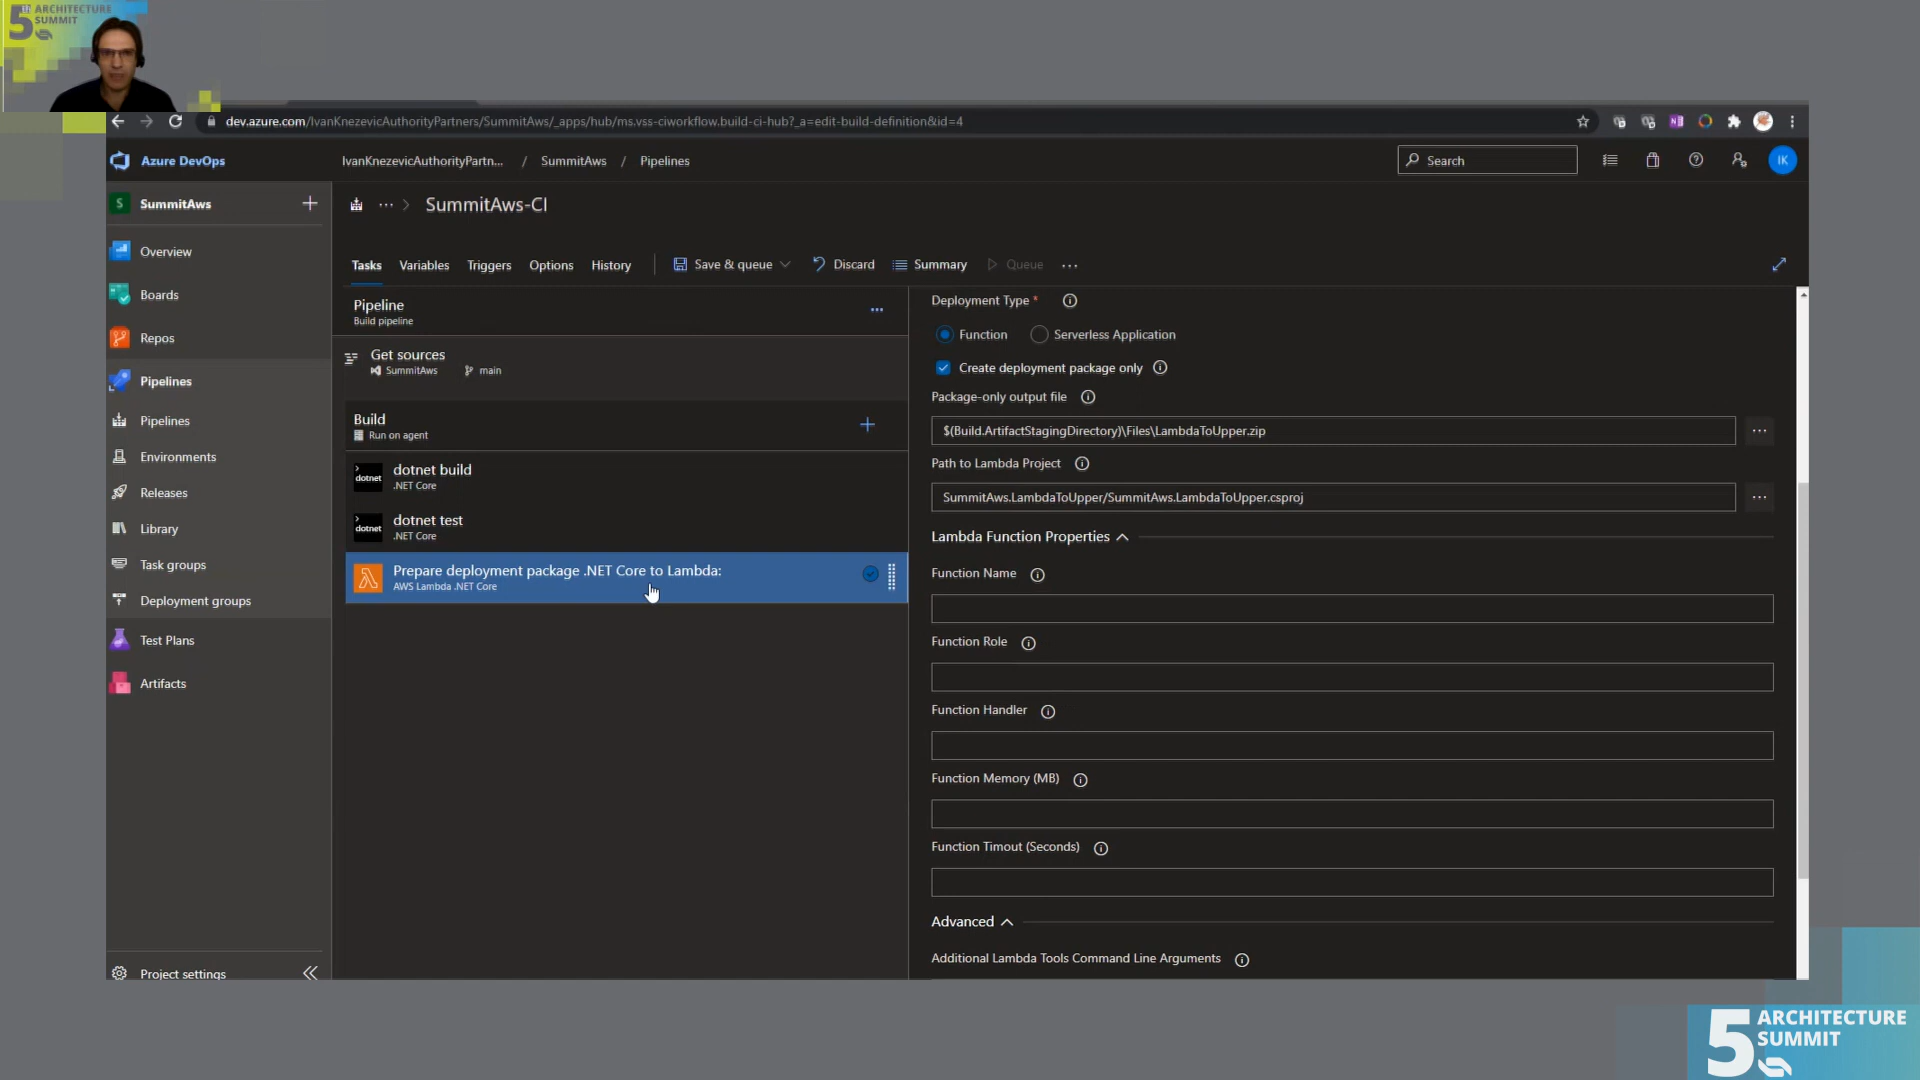 5TH ARCHITECTURE
SUMMIT
dev.azure.com/IvanKnezevicAuthorityPartners/SummitAws/_apps/hub/ms.vss-ciworkflow.build-ci-hub?_a=edit-build-definition&id=4
Azure DevOps
IvanKnezevicAuthorityPartn... / SummitAws / Pipelines
Search
IK
S SummitAws
SummitAws-CI
Overview
Boards
Repos
Pipelines
Pipelines
Environments
Releases
Library
Task groups
Deployment groups
Test Plans
Artifacts
Project settings
Tasks Variables Triggers Options History Save & queue Discard Summary Queue ...
Pipeline
Build pipeline
Get sources
SummitAws main
Build
Run on agent
dotnet dotnet build
.NET Core
dotnet dotnet test
.NET Core
Prepare deployment package .NET Core to Lambda:
AWS Lambda .NET Core
Deployment Type *
Function Serverless Application
Create deployment package only
Package-only output file
$(Build.ArtifactStagingDirectory)\Files\LambdaToUpper.zip
Path to Lambda Project
SummitAws.LambdaToUpper/SummitAws.LambdaToUpper.csproj
Lambda Function Properties
Function Name
Function Role
Function Handler
Function Memory (MB)
Function Timout (Seconds)
Advanced
Additional Lambda Tools Command Line Arguments
5 ARCHITECTURE
SUMMIT